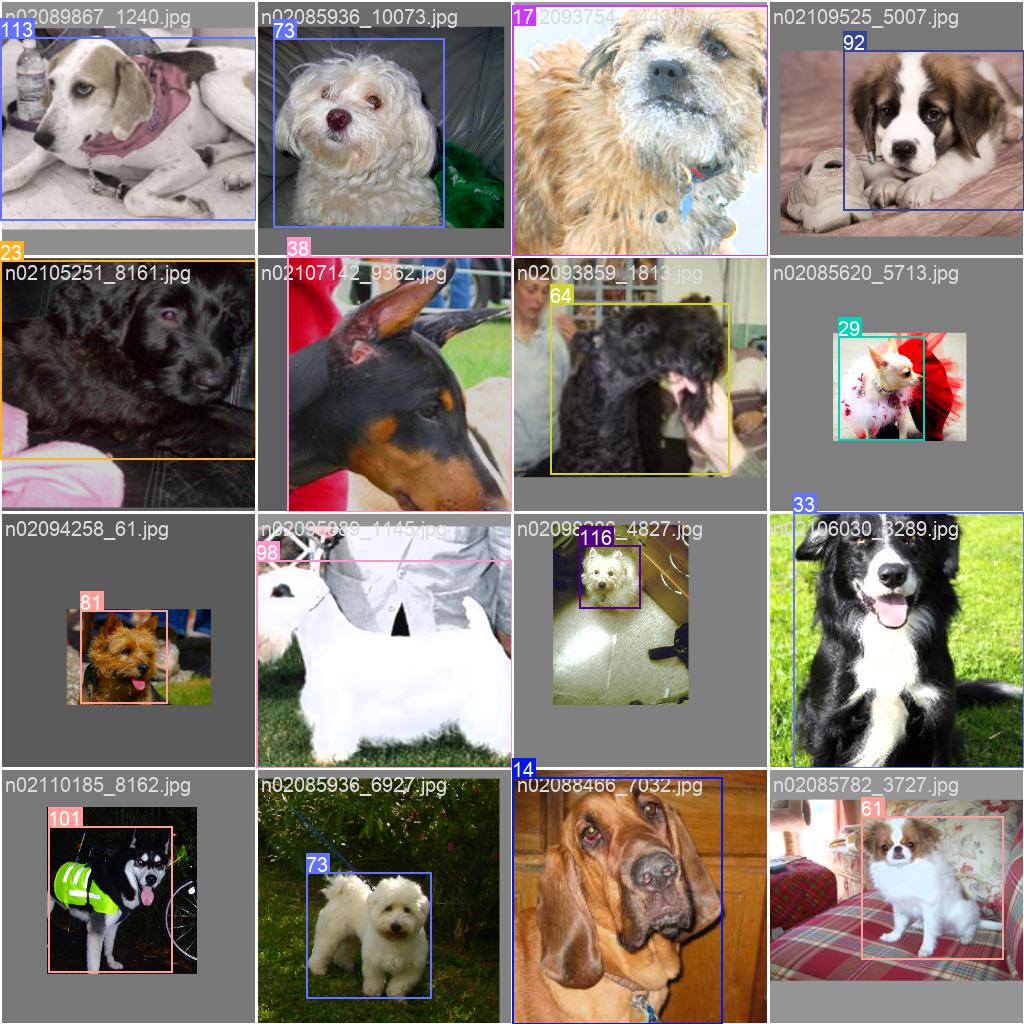 n02089867_1240.jpg
113
n02085936_10073.jpg
73
17
n02109525_5007.jpg
92
n02105251_8161.jpg
23
n02107142_9362.jpg
38
n02093859_1813.jpg
64
n02085620_5713.jpg
29
n02094258_61.jpg
81
98
116
n02106030_3289.jpg
33
n02110185_8162.jpg
101
n02085936_6927.jpg
73
n02088466_7032.jpg
14
n02085782_3727.jpg
61